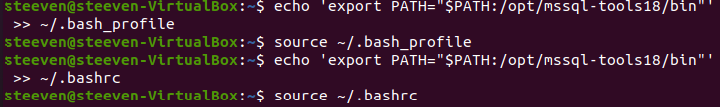 steeven@steeven-VirtualBox:~$ echo 'export PATH="$PATH:/opt/mssql-tools18/bin"'
>> ~/.bash_profile
steeven@steeven-VirtualBox:~$ source ~/.bash_profile
steeven@steeven-VirtualBox:~$ echo 'export PATH="$PATH:/opt/mssql-tools18/bin"'
>> ~/.bashrc
steeven@steeven-VirtualBox:~$ source ~/.bashrc